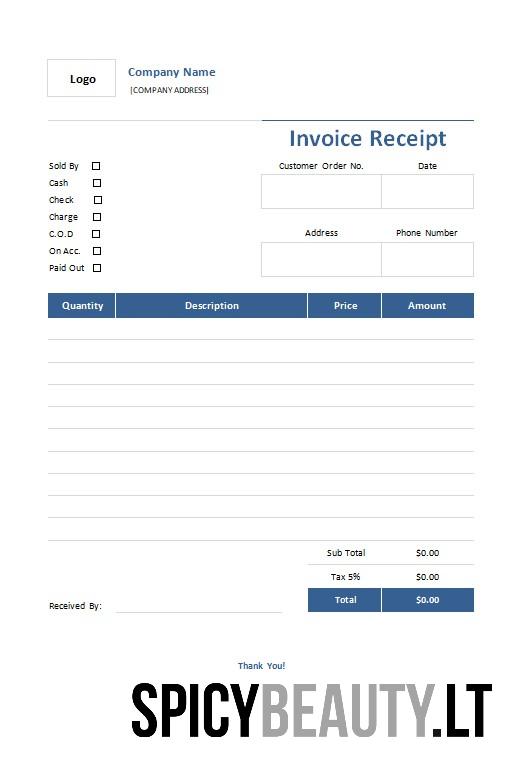 Logo
Company Name
[COMPANY ADDRESS]
Invoice Receipt
Sold By
Cash
Check
Charge
C.O.D
On Acc.
Paid Out
Customer Order No. Date
Address Phone Number
Quantity Description Price Amount
Sub Total $0.00
Tax 5% $0.00
Total $0.00
Received By:
Thank You!
SPICYBEAUTY.LT